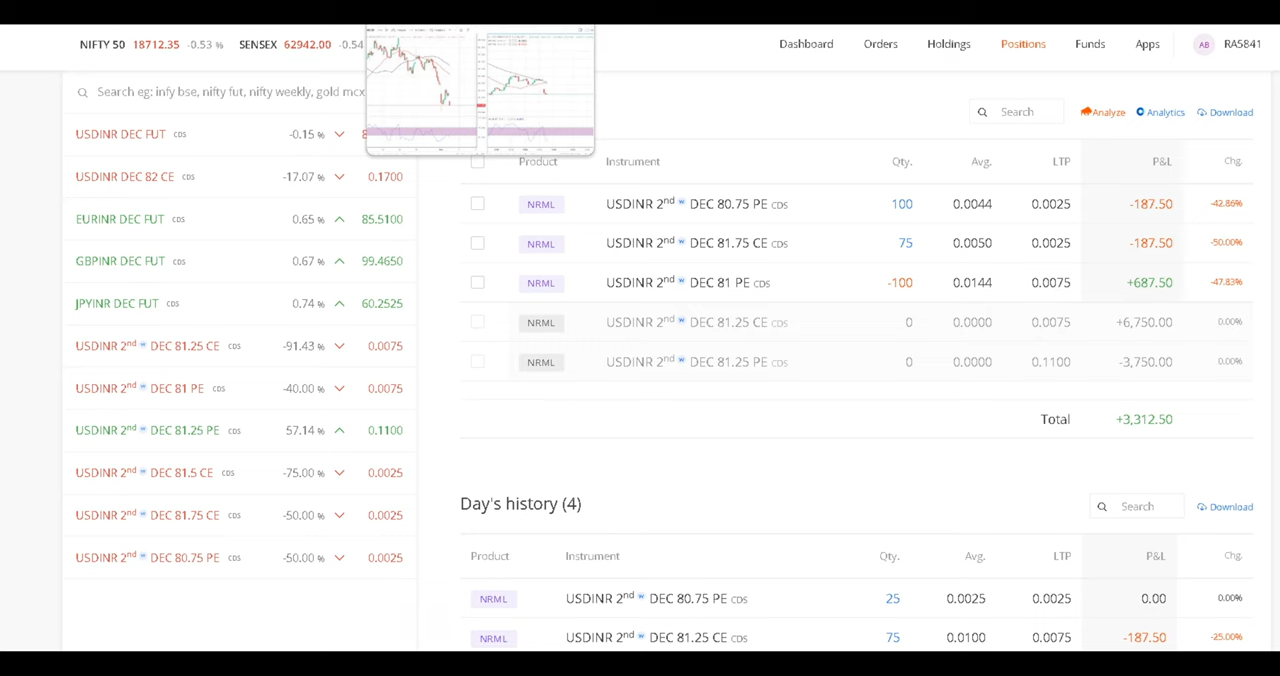 NIFTY 50 18712.35 -0.53 % SENSEX 62942.00 -0.54
Dashboard Orders Holdings Positions Funds Apps AB RA5841
Search eg: infy bse, nifty fut, nifty weekly, gold mcx
USDINR DEC FUT CDS -0.15 %
USDINR DEC 82 CE CDS -17.07 % 0.1700
EURINR DEC FUT CDS 0.65 % 85.5100
GBPINR DEC FUT CDS 0.67 % 99.4650
JPYINR DEC FUT CDS 0.74 % 60.2525
USDINR 2nd w DEC 81.25 CE CDS -91.43 % 0.0075
USDINR 2nd w DEC 81 PE CDS -40.00 % 0.0075
USDINR 2nd w DEC 81.25 PE CDS 57.14 % 0.1100
USDINR 2nd w DEC 81.5 CE CDS -75.00 % 0.0025
USDINR 2nd w DEC 81.75 CE CDS -50.00 % 0.0025
USDINR 2nd w DEC 80.75 PE CDS -50.00 % 0.0025
Search Analyze Analytics Download
Product Instrument Qty. Avg. LTP P&L Chg.
NRML USDINR 2nd w DEC 80.75 PE CDS 100 0.0044 0.0025 -187.50 -42.86%
NRML USDINR 2nd w DEC 81.75 CE CDS 75 0.0050 0.0025 -187.50 -50.00%
NRML USDINR 2nd w DEC 81 PE CDS -100 0.0144 0.0075 +687.50 -47.83%
NRML USDINR 2nd w DEC 81.25 CE CDS 0 0.0000 0.0075 +6,750.00 0.00%
NRML USDINR 2nd w DEC 81.25 PE CDS 0 0.0000 0.1100 -3,750.00 0.00%
Total +3,312.50
Day's history (4) Search Download
Product Instrument Qty. Avg. LTP P&L Chg.
NRML USDINR 2nd w DEC 80.75 PE CDS 25 0.0025 0.0025 0.00 0.00%
NRML USDINR 2nd w DEC 81.25 CE CDS 75 0.0100 0.0075 -187.50 -25.00%